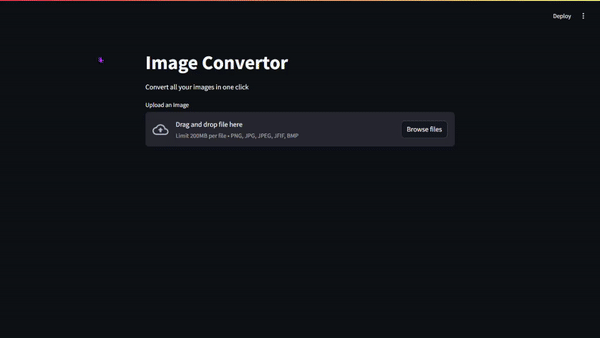 Deploy
Image Convertor
Convert all your images in one click
Upload an Image
Drag and drop file here
Limit 200MB per file • PNG, JPG, JPEG, JFIF, BMP
Browse files